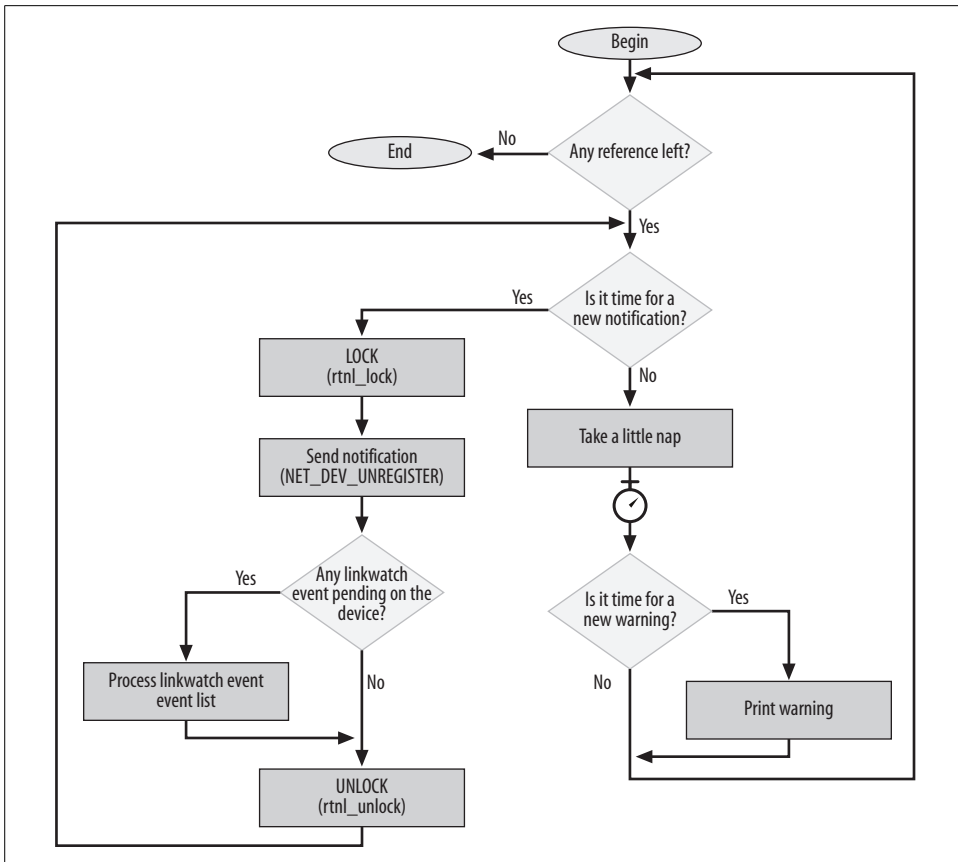 Begin
Any reference left?
No
End
Yes
Is it time for a
new notification?
Yes
LOCK
(rtnl_lock)
No
Send notification
(NET_DEV_UNREGISTER)
Take a little nap
Any linkwatch
event pending on the
device?
Yes
Is it time for a
new warning?
Yes
Process linkwatch event
event list
No
No
Print warning
UNLOCK
(rtnl_unlock)